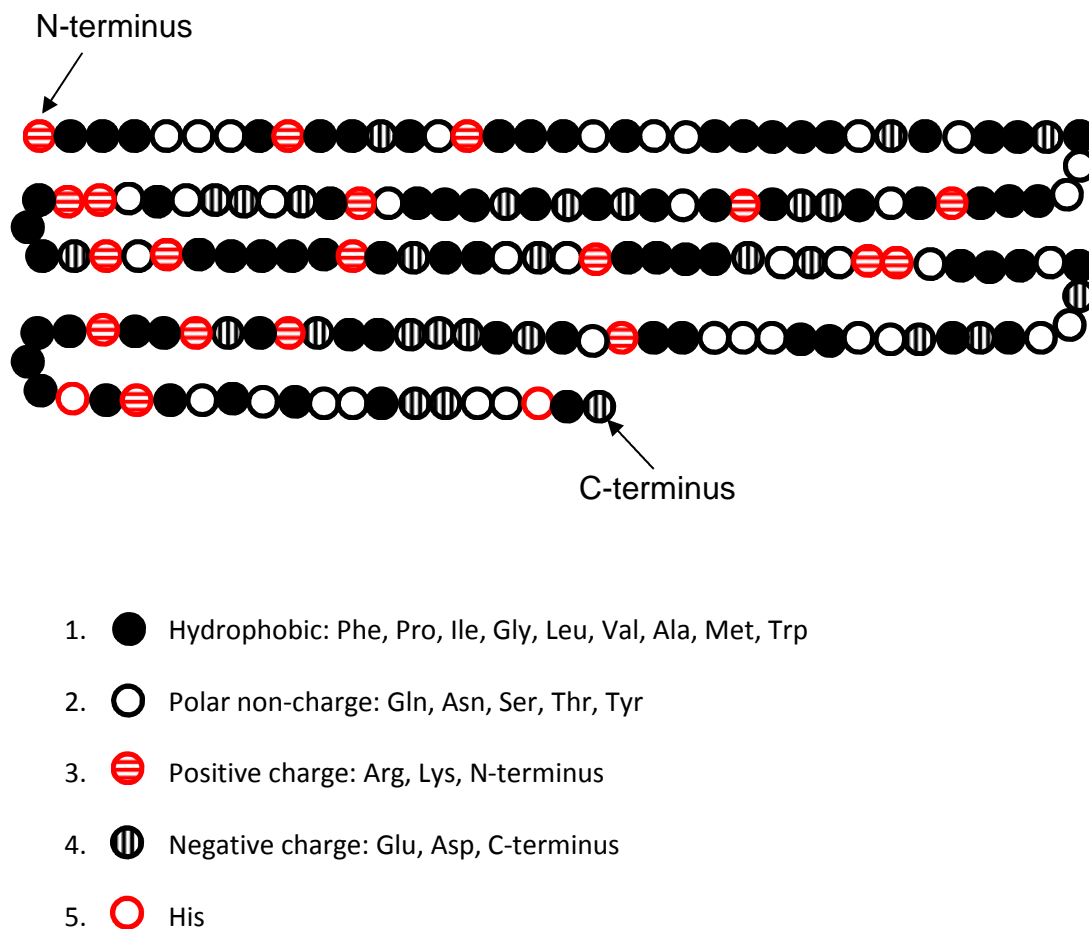 N-terminus
C-terminus
1. Hydrophobic: Phe, Pro, Ile, Gly, Leu, Val, Ala, Met, Trp
2. Polar non-charge: Gln, Asn, Ser, Thr, Tyr
3. Positive charge: Arg, Lys, N-terminus
4. Negative charge: Glu, Asp, C-terminus
5. His